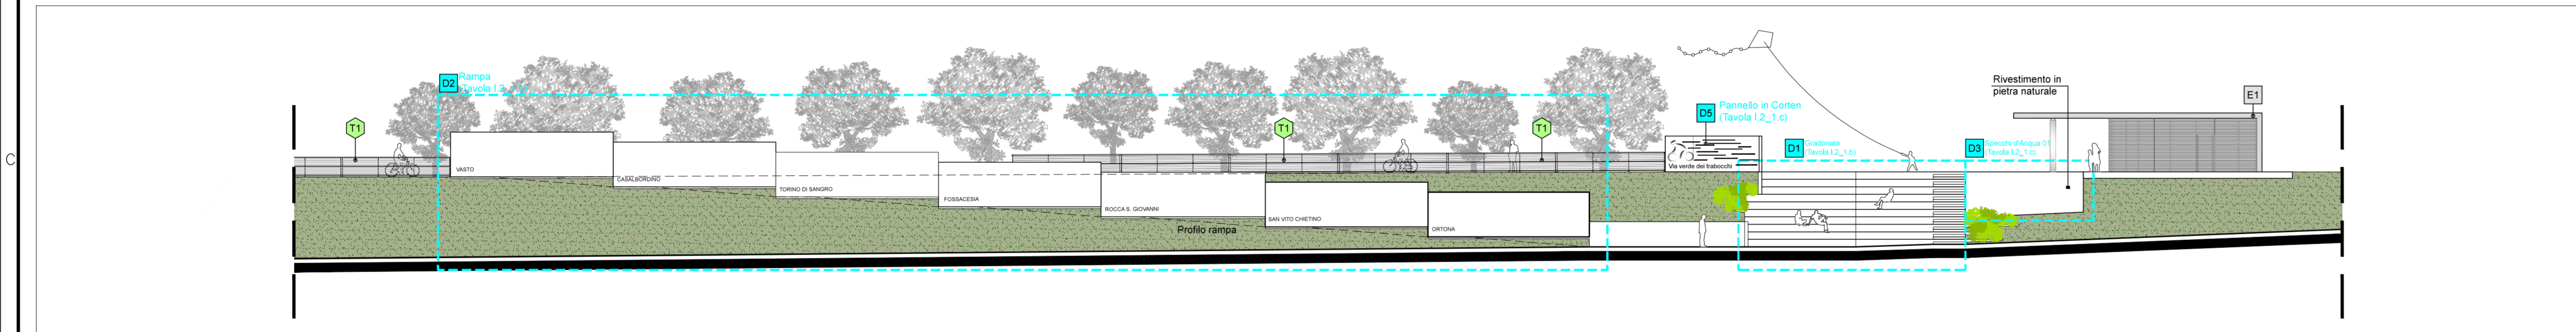 C
D2
Rampa
T1
VASTO
CASALBORDINO
TORINO DI SANGRO
FOSSACESIA
ROCCA S. GIOVANNI
SAN VITO CHIETINO
ORTONA
Profilo rampa
T1
T1
D5
Pannello in Corten
(Tavola I.2_1.c)
Via verde dei trabocchi
D1
Gradonata
(Tavola I.2_1.b)
D3
Specchi d'Acqua 01
(Tavola I.2_1.c)
Rivestimento in
pietra naturale
E1